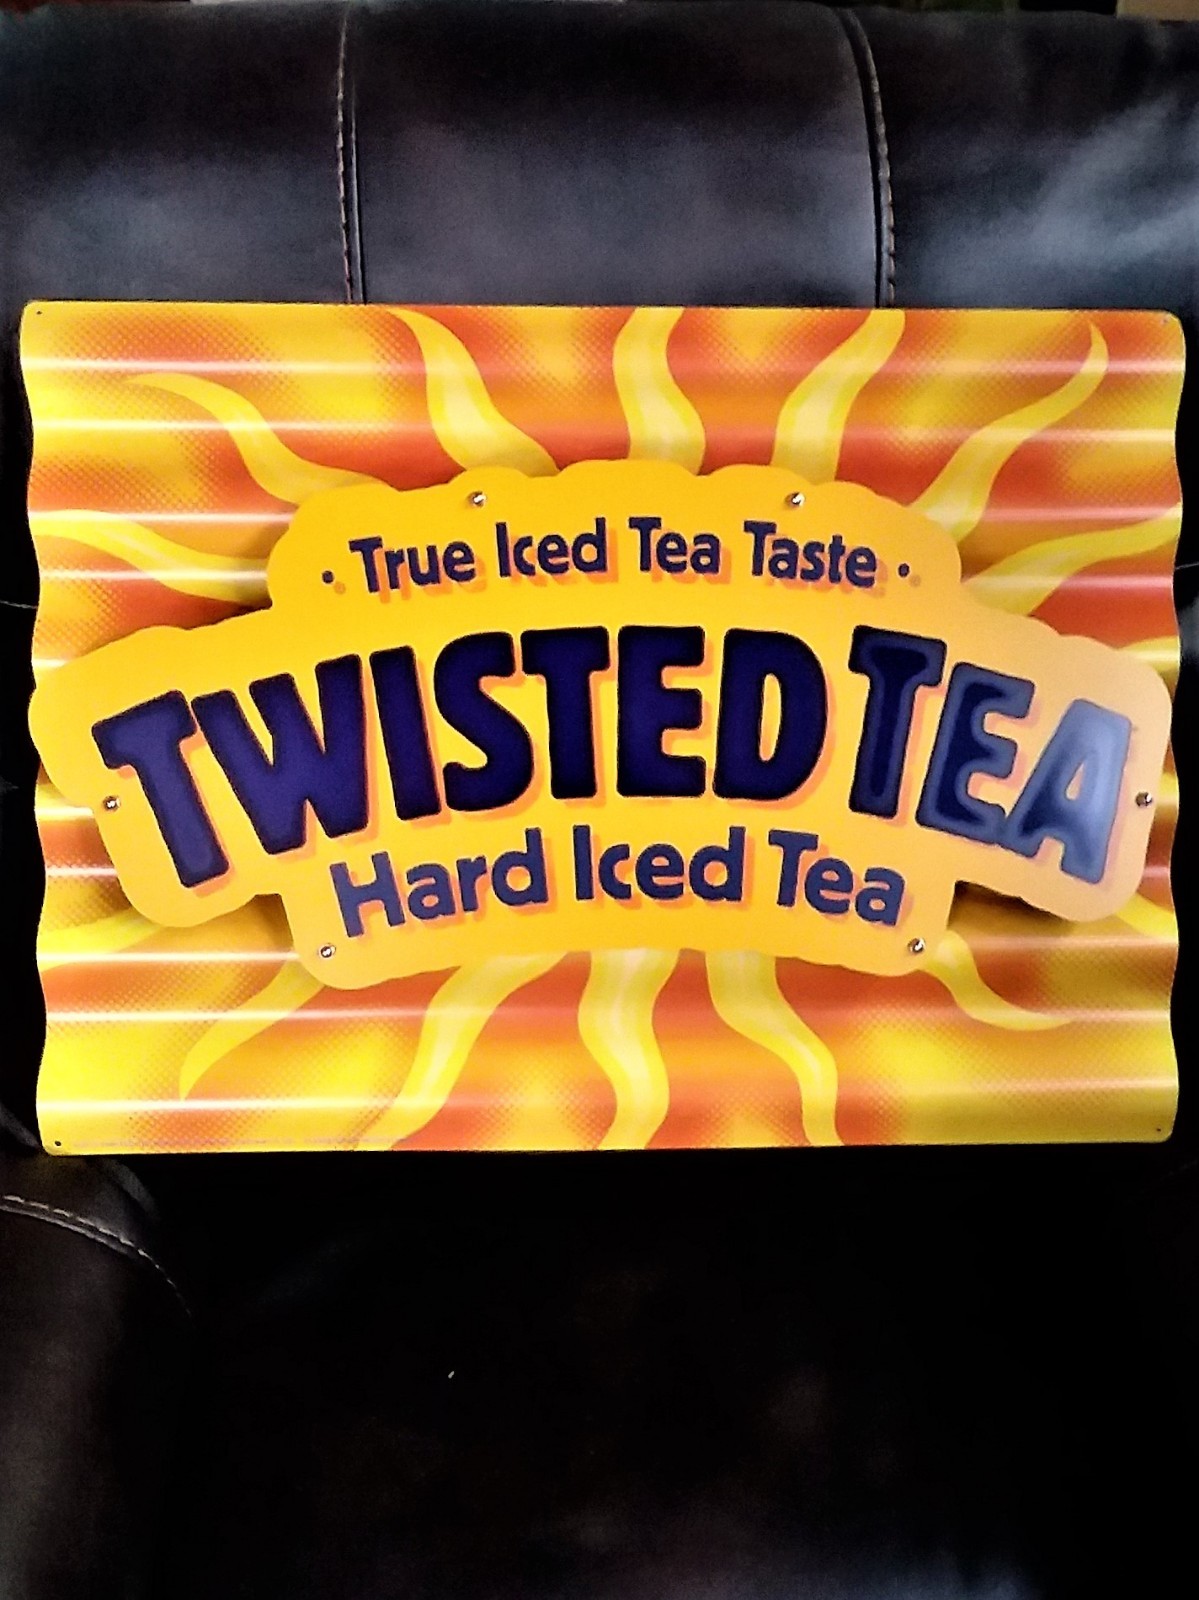 · True Iced Tea Taste ·
TWISTED TEA
Hard Iced Tea